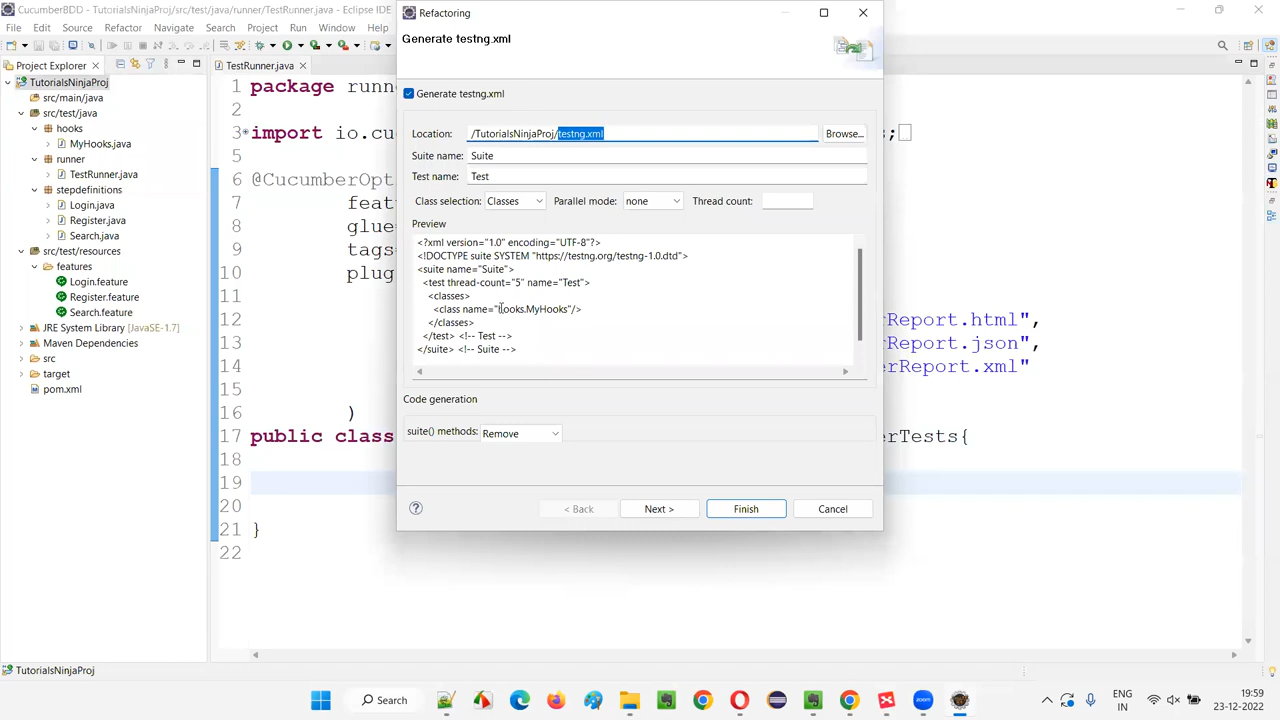 CucumberBDD - TutorialsNinjaProj/src/test/java/runner/TestRunner.java - Eclipse IDE
File Edit Source Refactor Navigate Search Project Run Window Help
Project Explorer
TutorialsNinjaProj
src/main/java
src/test/java
hooks
MyHooks.java
runner
TestRunner.java
stepdefinitions
Login.java
Register.java
Search.java
src/test/resources
features
Login.feature
Register.feature
Search.feature
JRE System Library [JavaSE-1.7]
Maven Dependencies
src
target
pom.xml
TutorialsNinjaProj
TestRunner.java
1 package runn
2
3 import io.cu s;
6 @CucumberOpt
7 feat
8 glue
9 tags
10 plug
11
12 rReport.html",
13 erReport.json",
14 erReport.xml"
15
16 )
17 public class erTests{
18
19
20
21 }
22
Refactoring
Generate testng.xml
Generate testng.xml
Location: /TutorialsNinjaProj/testng.xml Browse...
Suite name: Suite
Test name: Test
Class selection: Classes Parallel mode: none Thread count:
Preview
<?xml version="1.0" encoding="UTF-8"?>
<!DOCTYPE suite SYSTEM "https://testng.org/testng-1.0.dtd">
<suite name="Suite">
<test thread-count="5" name="Test">
<classes>
<class name="hooks.MyHooks"/>
</classes>
</test> <!-- Test -->
</suite> <!-- Suite -->
Code generation
suite() methods: Remove
< Back Next > Finish Cancel
Search
ENG
IN
19:59
23-12-2022
zoom